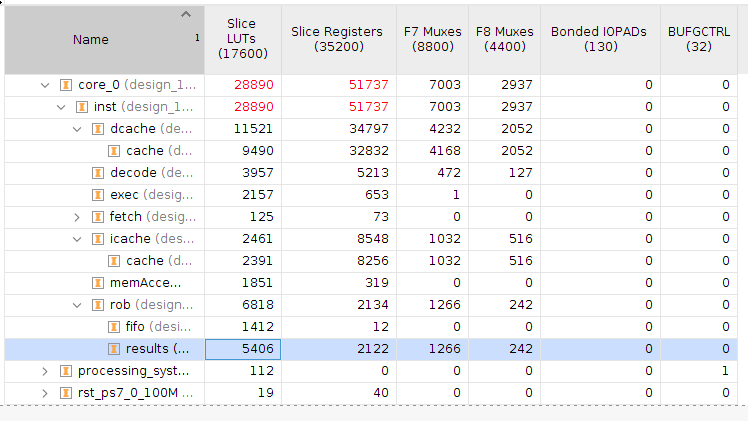 Name 1 Slice LUTs (17600) Slice Registers (35200) F7 Muxes (8800) F8 Muxes (4400) Bonded IOPADs (130) BUFGCTRL (32)
core_0 (design_1... 28890 51737 7003 2937 0 0
inst (design_1... 28890 51737 7003 2937 0 0
dcache (de... 11521 34797 4232 2052 0 0
cache (d... 9490 32832 4168 2052 0 0
decode (de... 3957 5213 472 127 0 0
exec (desig... 2157 653 1 0 0 0
fetch (desig... 125 73 0 0 0 0
icache (des... 2461 8548 1032 516 0 0
cache (d... 2391 8256 1032 516 0 0
memAcce... 1851 319 0 0 0 0
rob (design... 6818 2134 1266 242 0 0
fifo (desi... 1412 12 0 0 0 0
results (... 5406 2122 1266 242 0 0
processing_syst... 112 0 0 0 0 1
rst_ps7_0_100M ... 19 40 0 0 0 0